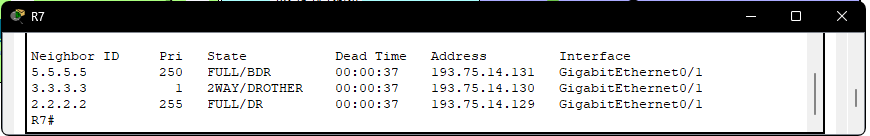 R7
Neighbor ID Pri State Dead Time Address Interface
5.5.5.5 250 FULL/BDR 00:00:37 193.75.14.131 GigabitEthernet0/1
3.3.3.3 1 2WAY/DROTHER 00:00:37 193.75.14.130 GigabitEthernet0/1
2.2.2.2 255 FULL/DR 00:00:37 193.75.14.129 GigabitEthernet0/1
R7#